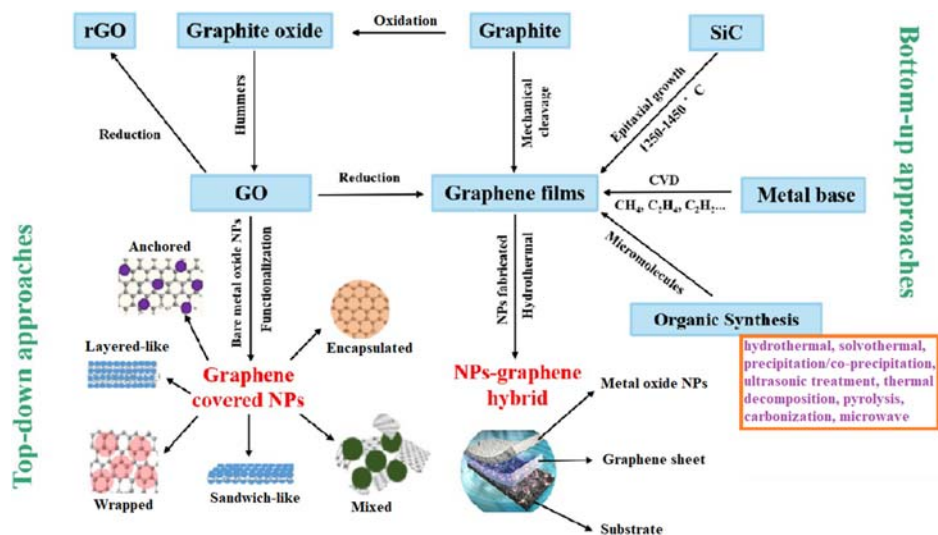 rGO
Graphite oxide
Oxidation
Graphite
SiC
Reduction
Hummers
Mechanical
cleavage
Epitaxial growth
1250-1450 ° C
GO
Reduction
Graphene films
CVD
CH₄, C₂H₄, C₂H₂...
Metal base
Micromolecules
Organic Synthesis
hydrothermal, solvothermal,
precipitation/co-precipitation,
ultrasonic treatment, thermal
decomposition, pyrolysis,
carbonization, microwave
Bare metal oxide NPs
Functionalization
NPs fabricated
Hydrothermal
Anchored
Layered-like
Wrapped
Sandwich-like
Mixed
Encapsulated
Graphene
covered NPs
NPs-graphene
hybrid
Metal oxide NPs
Graphene sheet
Substrate
Top-down approaches
Bottom-up approaches